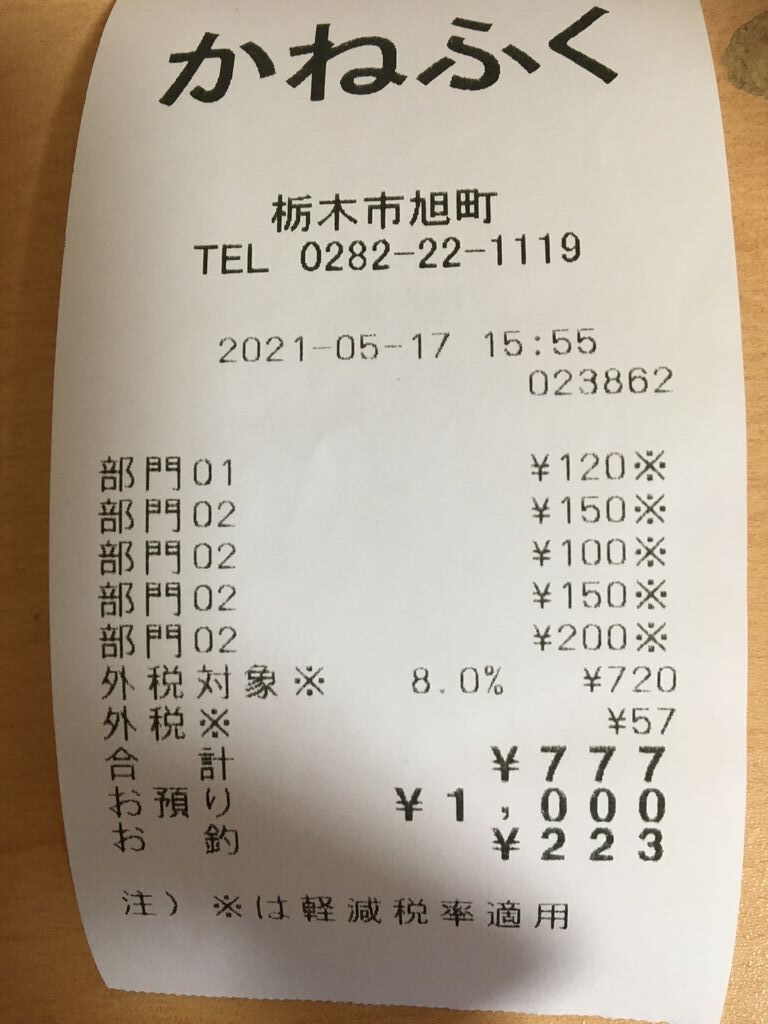 かねふく
栃木市旭町
TEL 0282-22-1119
2021-05-17 15:55
023862
部門01 ¥120※
部門02 ¥150※
部門02 ¥100※
部門02 ¥150※
部門02 ¥200※
外税対象※ 8.0% ¥720
外税※ ¥57
合 計 ¥777
お預り ¥1,000
お 釣 ¥223
注）※は軽減税率適用